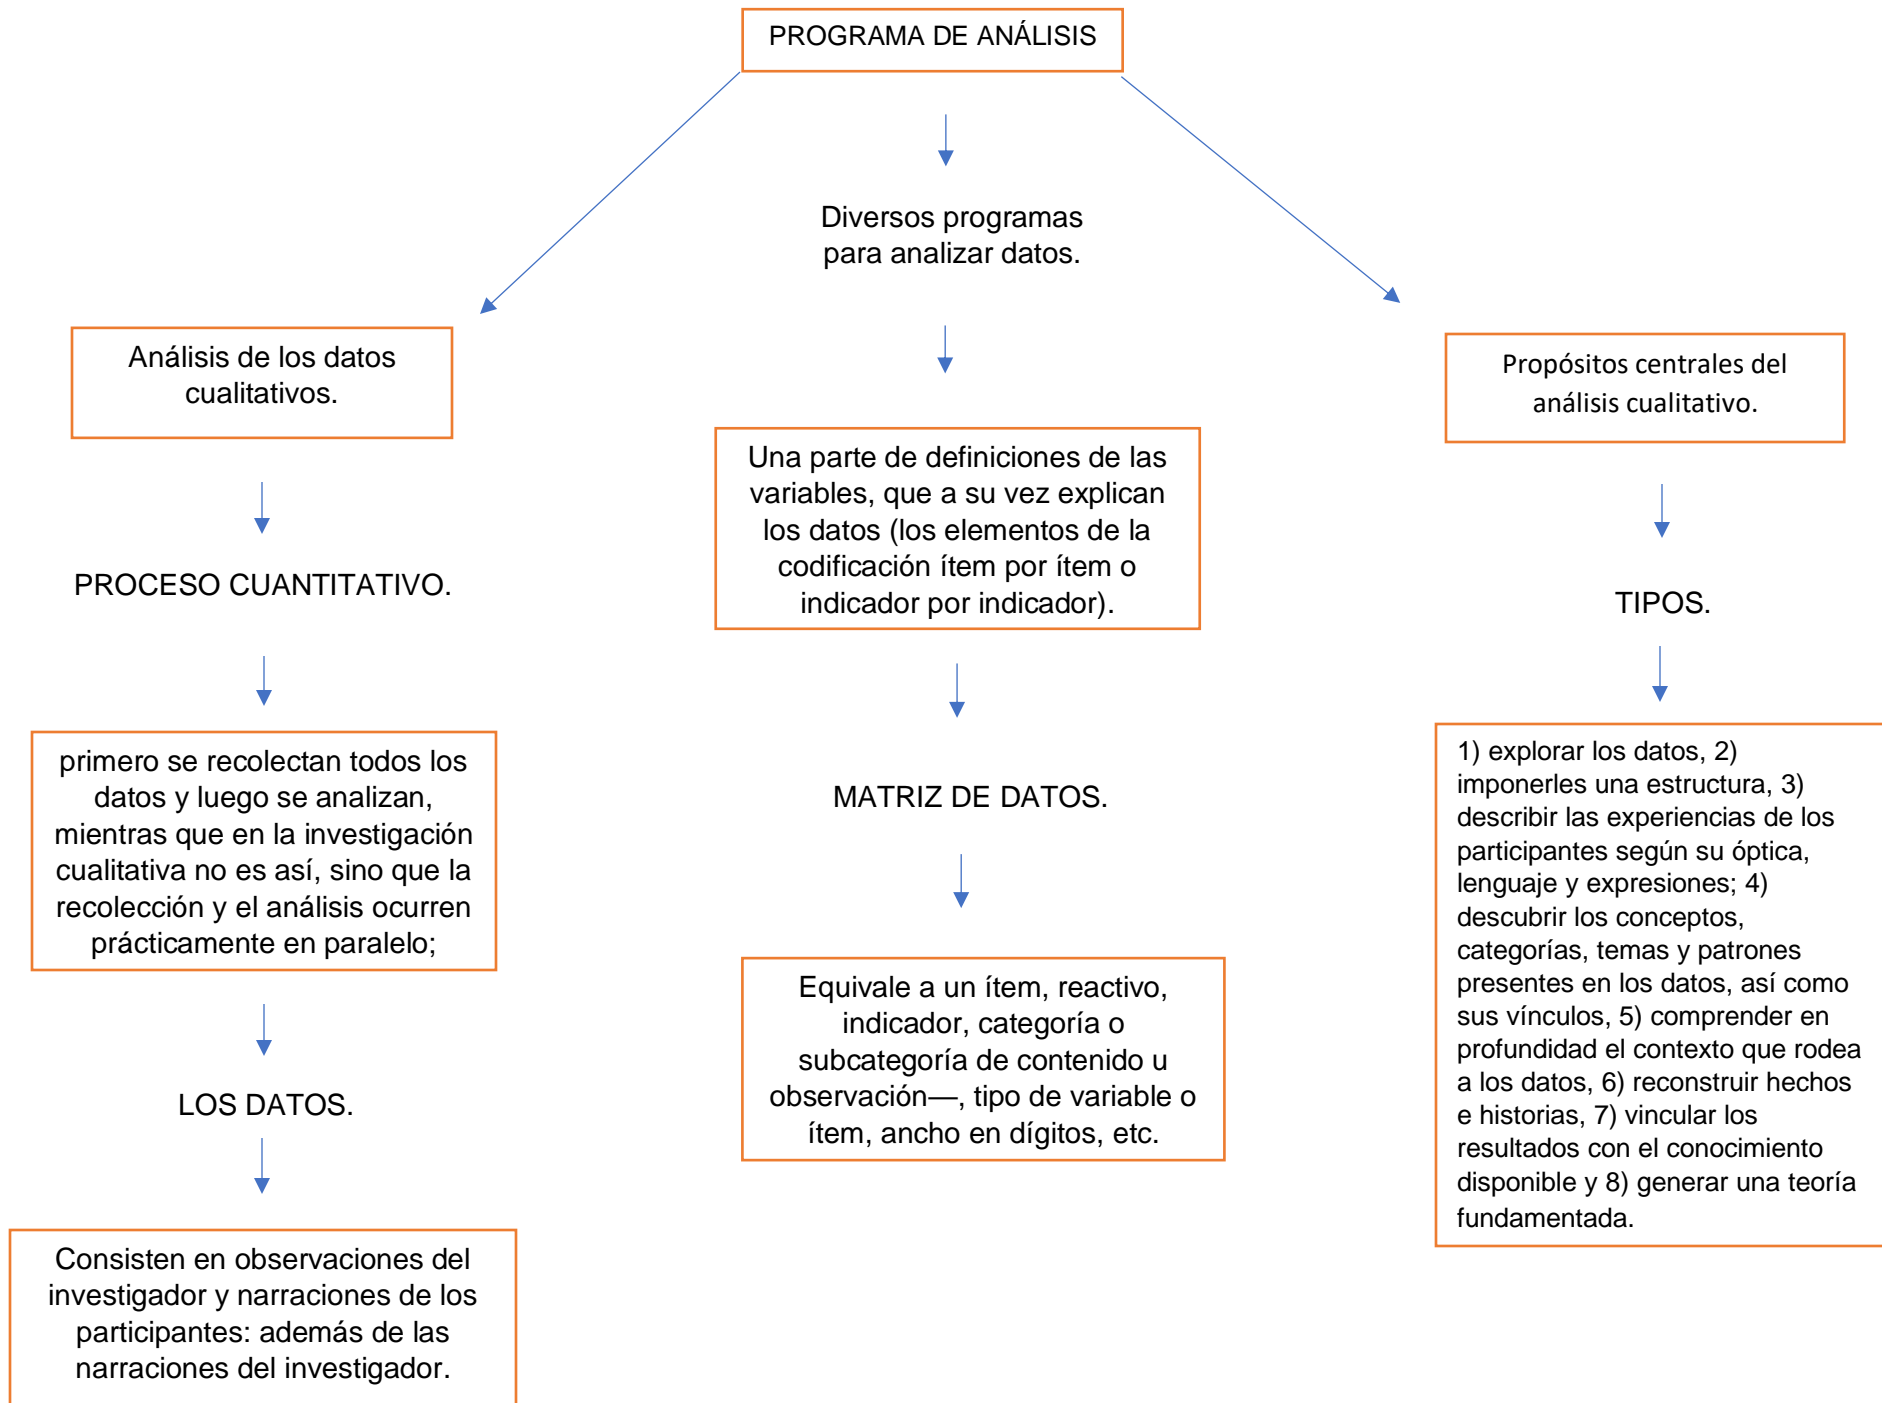 PROGRAMA DE ANÁLISIS
Diversos programas
para analizar datos.
Análisis de los datos
cualitativos.
PROCESO CUANTITATIVO.
primero se recolectan todos los
datos y luego se analizan,
mientras que en la investigación
cualitativa no es así, sino que la
recolección y el análisis ocurren
prácticamente en paralelo;
LOS DATOS.
Consisten en observaciones del
investigador y narraciones de los
participantes: además de las
narraciones del investigador.
Una parte de definiciones de las
variables, que a su vez explican
los datos (los elementos de la
codificación ítem por ítem o
indicador por indicador).
MATRIZ DE DATOS.
Equivale a un ítem, reactivo,
indicador, categoría o
subcategoría de contenido u
observación—, tipo de variable o
ítem, ancho en dígitos, etc.
Propósitos centrales del
análisis cualitativo.
TIPOS.
1) explorar los datos, 2)
imponerles una estructura, 3)
describir las experiencias de los
participantes según su óptica,
lenguaje y expresiones; 4)
descubrir los conceptos,
categorías, temas y patrones
presentes en los datos, así como
sus vínculos, 5) comprender en
profundidad el contexto que rodea
a los datos, 6) reconstruir hechos
e historias, 7) vincular los
resultados con el conocimiento
disponible y 8) generar una teoría
fundamentada.